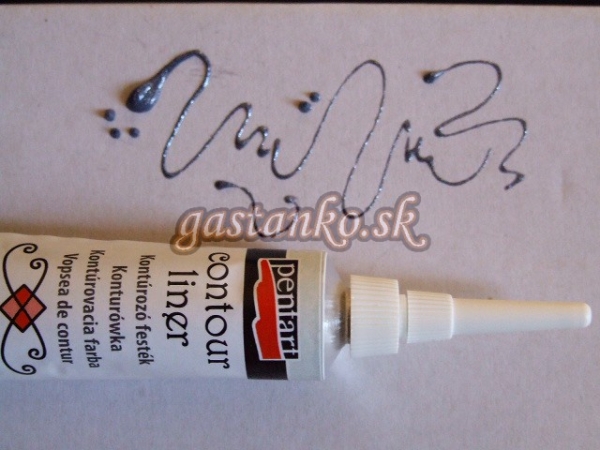 gastanko.sk
pentart
contour
liner
Kontúrozó festék
Konturówka
Kontúrovacia farba
Vopsea de contur